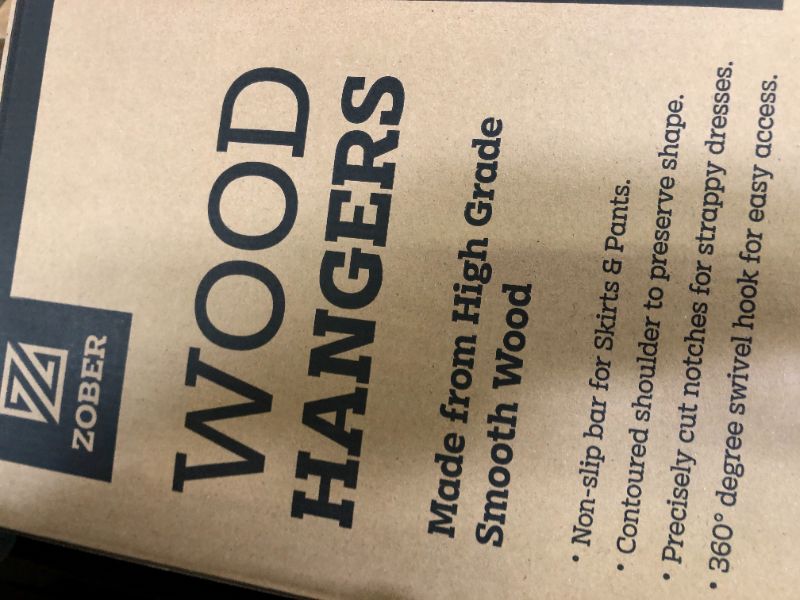 ZOBER
WOOD
HANGERS
Made from High Grade
Smooth Wood
• Non-slip bar for Skirts & Pants.
• Contoured shoulder to preserve shape.
• Precisely cut notches for strappy dresses.
• 360° degree swivel hook for easy access.